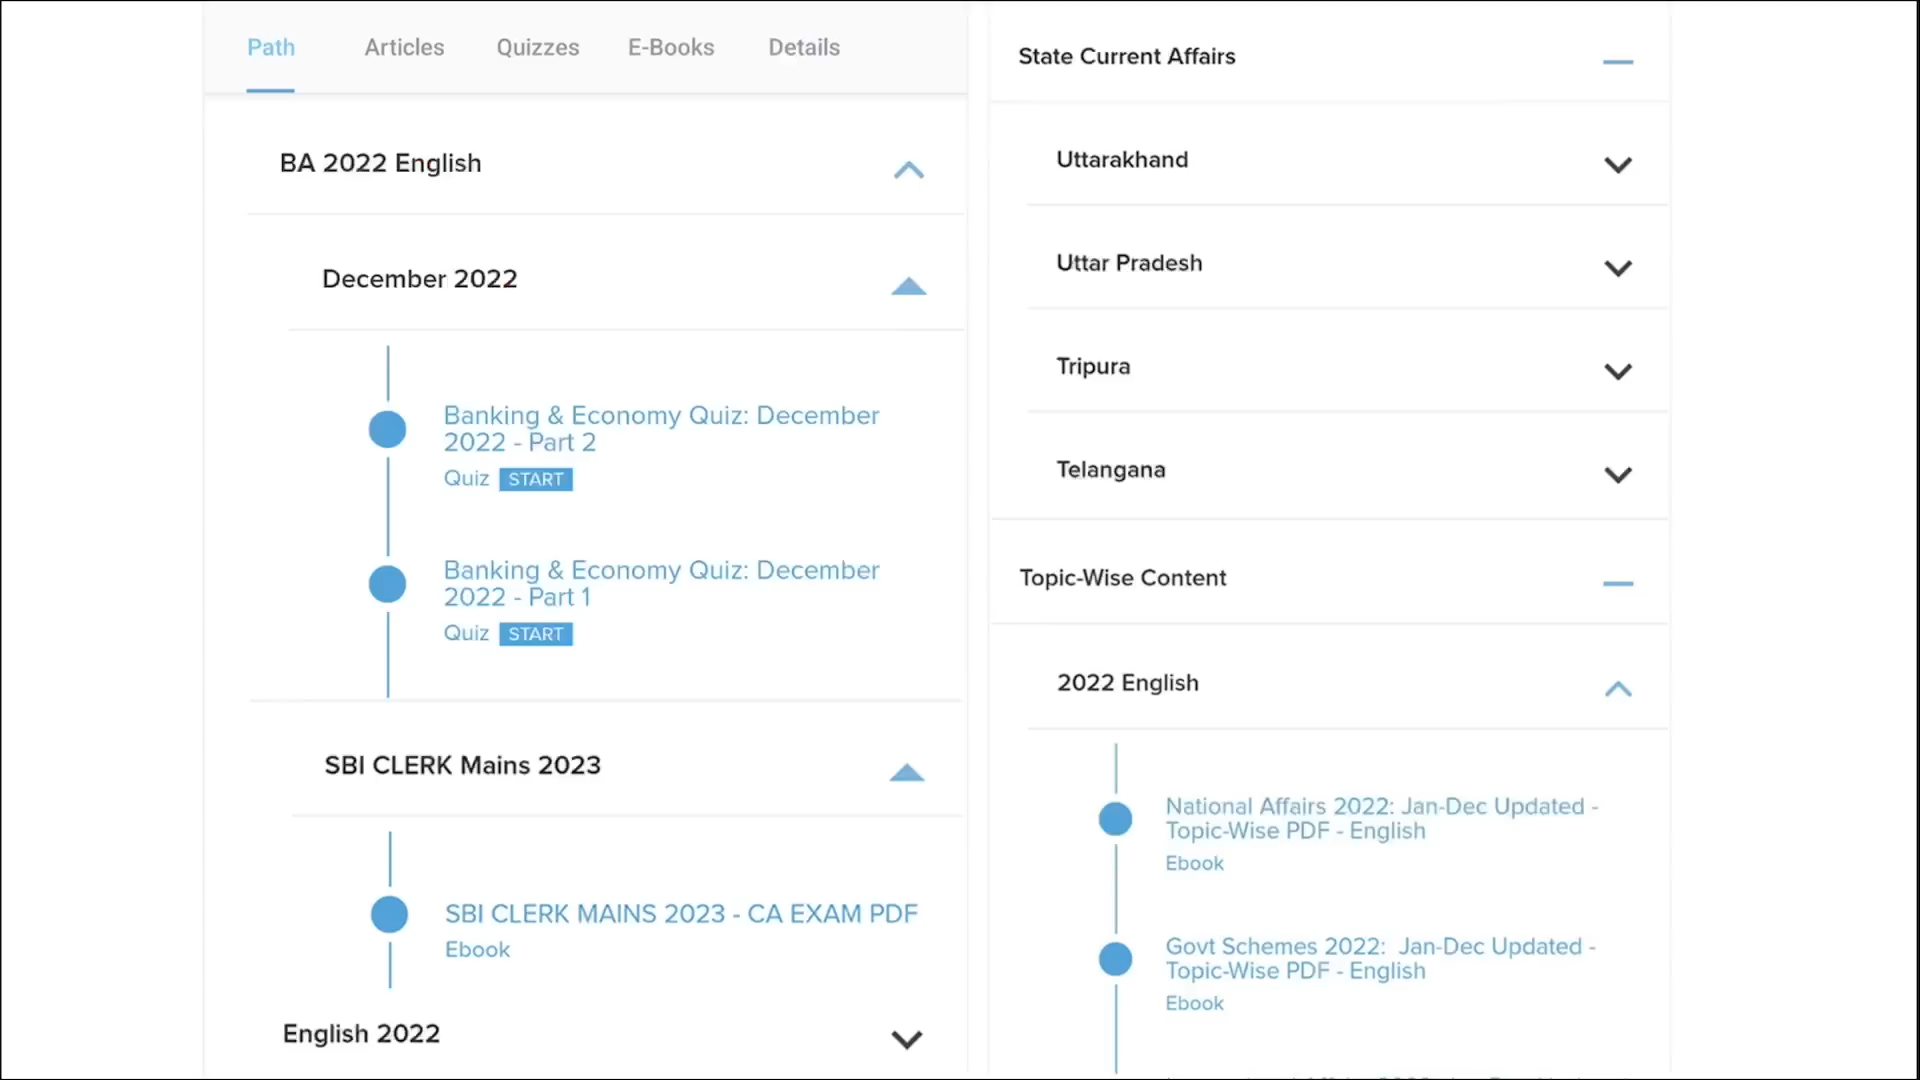 Path Articles Quizzes E-Books Details
BA 2022 English
December 2022
Banking & Economy Quiz: December
2022 - Part 2
Quiz START
Banking & Economy Quiz: December
2022 - Part 1
Quiz START
SBI CLERK Mains 2023
SBI CLERK MAINS 2023 - CA EXAM PDF
Ebook
English 2022
State Current Affairs
Uttarakhand
Uttar Pradesh
Tripura
Telangana
Topic-Wise Content
2022 English
National Affairs 2022: Jan-Dec Updated -
Topic-Wise PDF - English
Ebook
Govt Schemes 2022: Jan-Dec Updated -
Topic-Wise PDF - English
Ebook